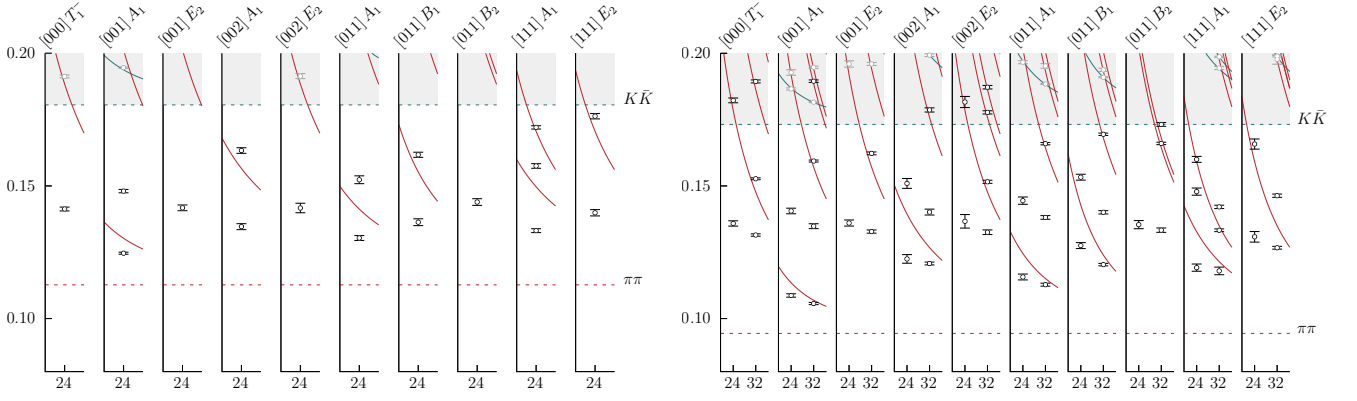 [000] T₁⁻ [001] A₁ [001] E₂ [002] A₁ [002] E₂ [011] A₁ [011] B₁ [011] B₂ [111] A₁ [111] E₂
0.20
KK̄
0.15
ππ
0.10
24 24 24 24 24 24 24 24 24 24
[000] T₁⁻ [001] A₁ [001] E₂ [002] A₁ [002] E₂ [011] A₁ [011] B₁ [011] B₂ [111] A₁ [111] E₂
0.20
KK̄
0.15
0.10
ππ
24 32 24 32 24 32 24 32 24 32 24 32 24 32 24 32 24 32 24 32